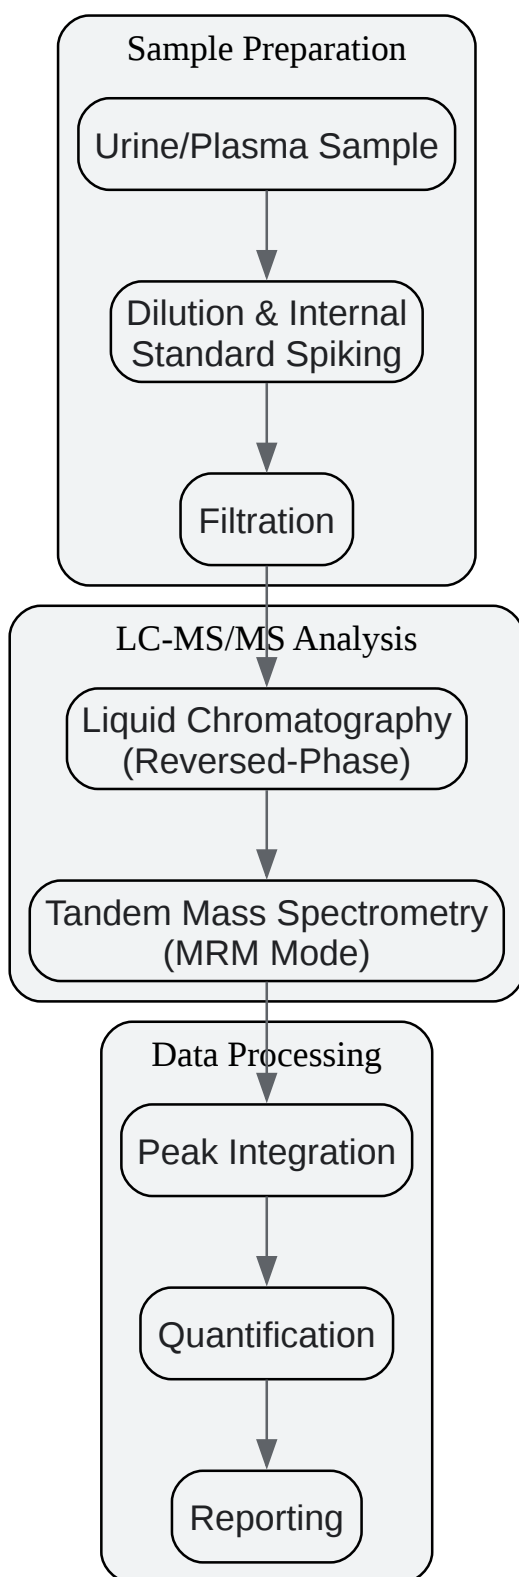 Sample Preparation
Urine/Plasma Sample
Dilution & Internal
Standard Spiking
Filtration
LC-MS/MS Analysis
Liquid Chromatography
(Reversed-Phase)
Tandem Mass Spectrometry
(MRM Mode)
Data Processing
Peak Integration
Quantification
Reporting